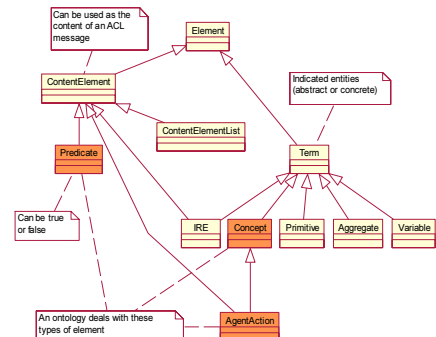 Can be used as the
content of an ACL
message
Element
ContentElement
Indicated entities
(abstract or concrete)
ContentElementList
Predicate
Term
Can be true
or false
IRE
Concept
Primitive
Aggregate
Variable
An ontology deals with these
types of element
AgentAction